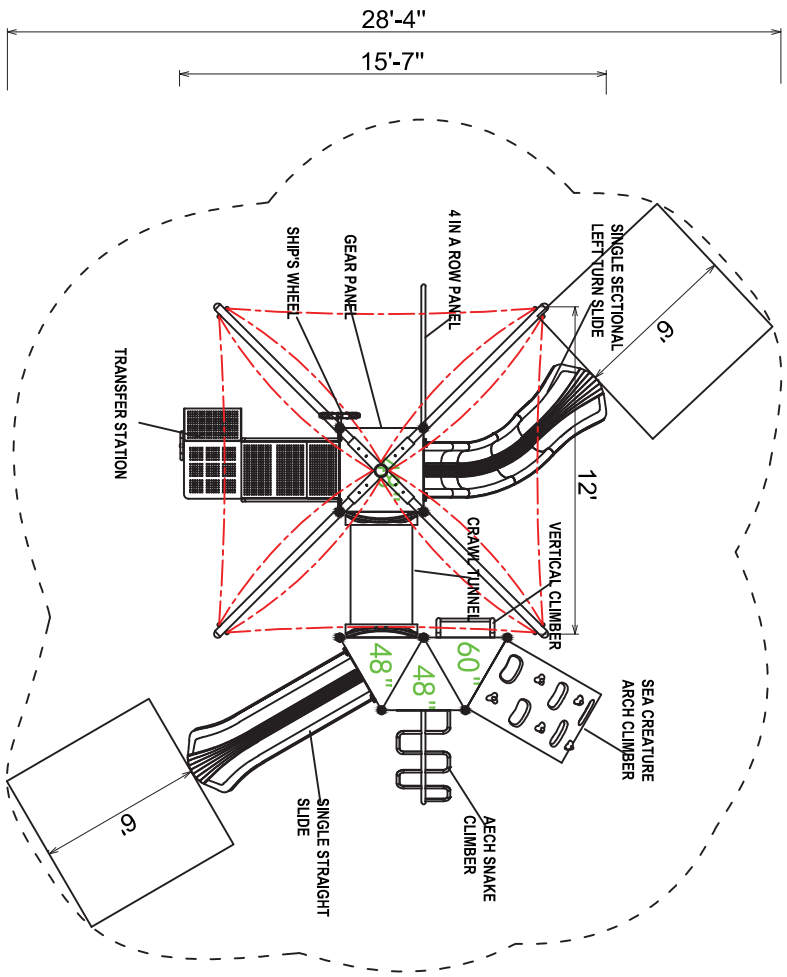 28'-4"
15'-7"
SINGLE SECTIONAL
LEFT TURN SLIDE
4 IN A ROW PANEL
GEAR PANEL
SHIP'S WHEEL
TRANSFER STATION
6'
12'
CRAWL TUNNEL
VERTICAL CLIMBER
48"
48"
60"
SEA CREATURE
ARCH CLIMBER
AECH SNAKE
CLIMBER
SINGLE STRAIGHT
SLIDE
6'